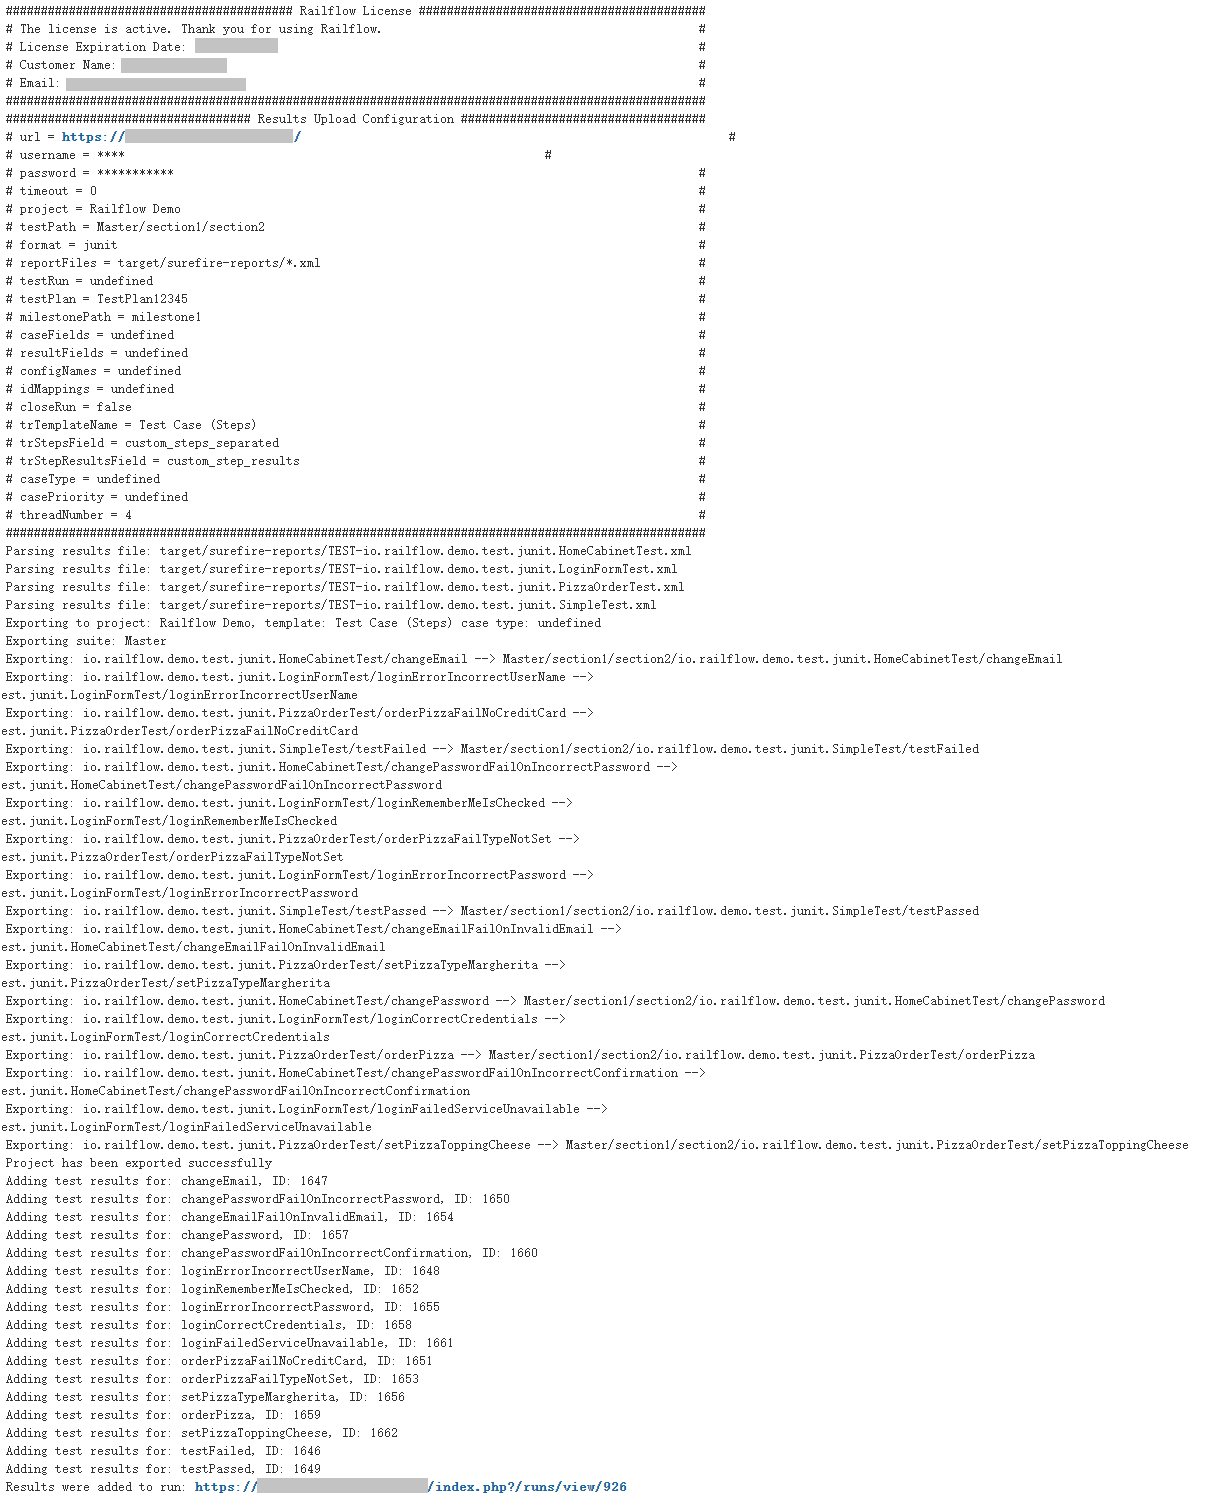 ######################################### Railflow License #########################################
# The license is active. Thank you for using Railflow. #
# License Expiration Date: #
# Customer Name: #
# Email: #
####################################################################################################
################################### Results Upload Configuration ###################################
# url = https:// / #
# username = **** #
# password = *********** #
# timeout = 0 #
# project = Railflow Demo #
# testPath = Master/section1/section2 #
# format = junit #
# reportFiles = target/surefire-reports/*.xml #
# testRun = undefined #
# testPlan = TestPlan12345 #
# milestonePath = milestone1 #
# caseFields = undefined #
# resultFields = undefined #
# configNames = undefined #
# idMappings = undefined #
# closeRun = false #
# trTemplateName = Test Case (Steps) #
# trStepsField = custom_steps_separated #
# trStepResultsField = custom_step_results #
# caseType = undefined #
# casePriority = undefined #
# threadNumber = 4 #
####################################################################################################
Parsing results file: target/surefire-reports/TEST-io.railflow.demo.test.junit.HomeCabinetTest.xml
Parsing results file: target/surefire-reports/TEST-io.railflow.demo.test.junit.LoginFormTest.xml
Parsing results file: target/surefire-reports/TEST-io.railflow.demo.test.junit.PizzaOrderTest.xml
Parsing results file: target/surefire-reports/TEST-io.railflow.demo.test.junit.SimpleTest.xml
Exporting to project: Railflow Demo, template: Test Case (Steps) case type: undefined
Exporting suite: Master
Exporting: io.railflow.demo.test.junit.HomeCabinetTest/changeEmail --> Master/section1/section2/io.railflow.demo.test.junit.HomeCabinetTest/changeEmail
Exporting: io.railflow.demo.test.junit.LoginFormTest/loginErrorIncorrectUserName -->
est.junit.LoginFormTest/loginErrorIncorrectUserName
Exporting: io.railflow.demo.test.junit.PizzaOrderTest/orderPizzaFailNoCreditCard -->
est.junit.PizzaOrderTest/orderPizzaFailNoCreditCard
Exporting: io.railflow.demo.test.junit.SimpleTest/testFailed --> Master/section1/section2/io.railflow.demo.test.junit.SimpleTest/testFailed
Exporting: io.railflow.demo.test.junit.HomeCabinetTest/changePasswordFailOnIncorrectPassword -->
est.junit.HomeCabinetTest/changePasswordFailOnIncorrectPassword
Exporting: io.railflow.demo.test.junit.LoginFormTest/loginRememberMeIsChecked -->
est.junit.LoginFormTest/loginRememberMeIsChecked
Exporting: io.railflow.demo.test.junit.PizzaOrderTest/orderPizzaFailTypeNotSet -->
est.junit.PizzaOrderTest/orderPizzaFailTypeNotSet
Exporting: io.railflow.demo.test.junit.LoginFormTest/loginErrorIncorrectPassword -->
est.junit.LoginFormTest/loginErrorIncorrectPassword
Exporting: io.railflow.demo.test.junit.SimpleTest/testPassed --> Master/section1/section2/io.railflow.demo.test.junit.SimpleTest/testPassed
Exporting: io.railflow.demo.test.junit.HomeCabinetTest/changeEmailFailOnInvalidEmail -->
est.junit.HomeCabinetTest/changeEmailFailOnInvalidEmail
Exporting: io.railflow.demo.test.junit.PizzaOrderTest/setPizzaTypeMargherita -->
est.junit.PizzaOrderTest/setPizzaTypeMargherita
Exporting: io.railflow.demo.test.junit.HomeCabinetTest/changePassword --> Master/section1/section2/io.railflow.demo.test.junit.HomeCabinetTest/changePassword
Exporting: io.railflow.demo.test.junit.LoginFormTest/loginCorrectCredentials -->
est.junit.LoginFormTest/loginCorrectCredentials
Exporting: io.railflow.demo.test.junit.PizzaOrderTest/orderPizza --> Master/section1/section2/io.railflow.demo.test.junit.PizzaOrderTest/orderPizza
Exporting: io.railflow.demo.test.junit.HomeCabinetTest/changePasswordFailOnIncorrectConfirmation -->
est.junit.HomeCabinetTest/changePasswordFailOnIncorrectConfirmation
Exporting: io.railflow.demo.test.junit.LoginFormTest/loginFailedServiceUnavailable -->
est.junit.LoginFormTest/loginFailedServiceUnavailable
Exporting: io.railflow.demo.test.junit.PizzaOrderTest/setPizzaToppingCheese --> Master/section1/section2/io.railflow.demo.test.junit.PizzaOrderTest/setPizzaToppingCheese
Project has been exported successfully
Adding test results for: changeEmail, ID: 1647
Adding test results for: changePasswordFailOnIncorrectPassword, ID: 1650
Adding test results for: changeEmailFailOnInvalidEmail, ID: 1654
Adding test results for: changePassword, ID: 1657
Adding test results for: changePasswordFailOnIncorrectConfirmation, ID: 1660
Adding test results for: loginErrorIncorrectUserName, ID: 1648
Adding test results for: loginRememberMeIsChecked, ID: 1652
Adding test results for: loginErrorIncorrectPassword, ID: 1655
Adding test results for: loginCorrectCredentials, ID: 1658
Adding test results for: loginFailedServiceUnavailable, ID: 1661
Adding test results for: orderPizzaFailNoCreditCard, ID: 1651
Adding test results for: orderPizzaFailTypeNotSet, ID: 1653
Adding test results for: setPizzaTypeMargherita, ID: 1656
Adding test results for: orderPizza, ID: 1659
Adding test results for: setPizzaToppingCheese, ID: 1662
Adding test results for: testFailed, ID: 1646
Adding test results for: testPassed, ID: 1649
Results were added to run: https:// /index.php?/runs/view/926